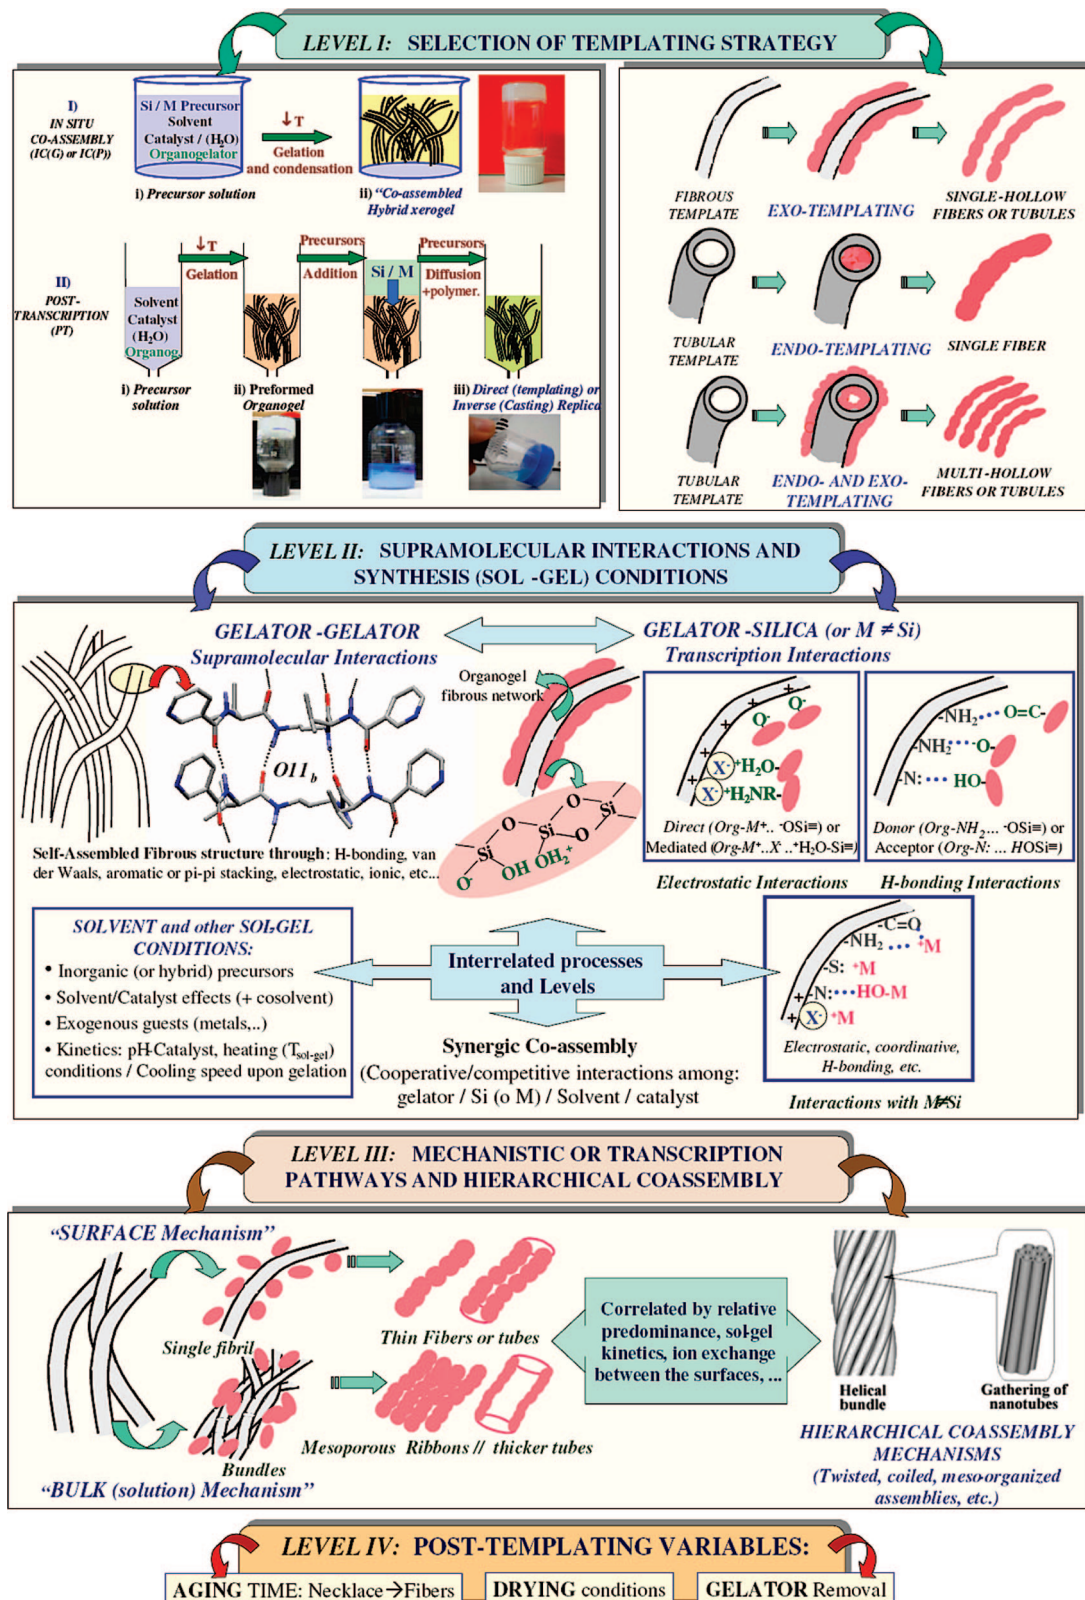 LEVEL I: SELECTION OF TEMPLATING STRATEGY
I)
IN SITU
CO-ASSEMBLY
(IC(G) or IC(P))
Si / M Precursor
Solvent
Catalyst / (H₂O)
Organogelator
i) Precursor solution
↓T
Gelation
and condensation
ii) “Co-assembled
Hybrid xerogel
II)
POST-
TRANSCRIPTION
(PT)
Solvent
Catalyst
(H₂O)
Organog.
i) Precursor
solution
↓T
Gelation
ii) Preformed
Organogel
Precursors
Addition
Si / M
Precursors
Diffusion
+polymer.
iii) Direct (templating) or
Inverse (Casting) Replica
FIBROUS
TEMPLATE
EXO-TEMPLATING
SINGLE-HOLLOW
FIBERS OR TUBULES
TUBULAR
TEMPLATE
ENDO-TEMPLATING
SINGLE FIBER
TUBULAR
TEMPLATE
ENDO- AND EXO-
TEMPLATING
MULTI-HOLLOW
FIBERS OR TUBULES
LEVEL II: SUPRAMOLECULAR INTERACTIONS AND
SYNTHESIS (SOL -GEL) CONDITIONS
GELATOR -GELATOR
Supramolecular Interactions
O11b
Self-Assembled Fibrous structure through: H-bonding, van
der Waals, aromatic or pi-pi stacking, electrostatic, ionic, etc...
GELATOR -SILICA (or M ≠ Si)
Transcription Interactions
Organogel
fibrous network
O
O
Si
Si
Si
O
O⁻
OH
OH₂⁺
+
+
+
+
Q⁻
Q⁻
X⁻
⁺H₂O-
X⁻
⁺H₂NR-
Direct (Org-M⁺.. ⁻OSi≡) or
Mediated (Org-M⁺..X⁻..⁺H₂O-Si≡)
Electrostatic Interactions
-NH₂
O=C-
-NH₂
⁻O-
-N:
HO-
Donor (Org-NH₂... ⁻OSi≡) or
Acceptor (Org-N: ... HOSi≡)
H-bonding Interactions
SOLVENT and other SOL-GEL
CONDITIONS:
• Inorganic (or hybrid) precursors
• Solvent/Catalyst effects (+ cosolvent)
• Exogenous guests (metals,..)
• Kinetics: pH-Catalyst, heating (Tsol-gel)
conditions / Cooling speed upon gelation
Interrelated processes
and Levels
Synergic Co-assembly
(Cooperative/competitive interactions among:
gelator / Si (o M) / Solvent / catalyst
-C=O
-NH₂
⁺M
-S:
⁺M
-N:
HO-M
+
+
X⁻
⁺M
Electrostatic, coordinative,
H-bonding, etc.
Interactions with M≠Si
LEVEL III: MECHANISTIC OR TRANSCRIPTION
PATHWAYS AND HIERARCHICAL COASSEMBLY
“SURFACE Mechanism”
Single fibril
Thin Fibers or tubes
Bundles
Mesoporous Ribbons // thicker tubes
“BULK (solution) Mechanism”
Correlated by relative
predominance, sol-gel
kinetics, ion exchange
between the surfaces, ...
Helical
bundle
Gathering of
nanotubes
HIERARCHICAL COASSEMBLY
MECHANISMS
(Twisted, coiled, meso-organized
assemblies, etc.)
LEVEL IV: POST-TEMPLATING VARIABLES:
AGING TIME: Necklace→Fibers
DRYING conditions
GELATOR Removal